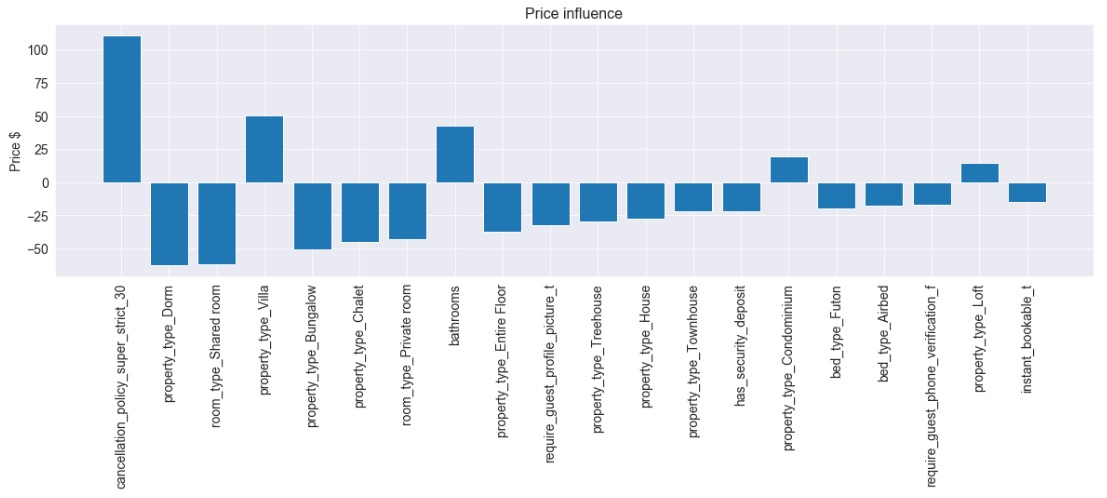 Price influence
Price $
100
75
50
25
0
−25
−50
cancellation_policy_super_strict_30
property_type_Dorm
room_type_Shared room
property_type_Villa
property_type_Bungalow
property_type_Chalet
room_type_Private room
bathrooms
property_type_Entire Floor
require_guest_profile_picture_t
property_type_Treehouse
property_type_House
property_type_Townhouse
has_security_deposit
property_type_Condominium
bed_type_Futon
bed_type_Airbed
require_guest_phone_verification_f
property_type_Loft
instant_bookable_t